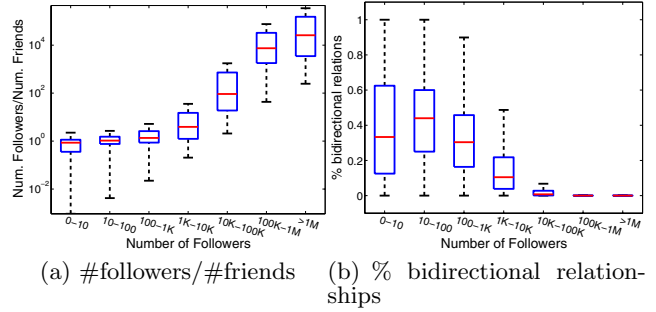 10^4
10^2
10^0
10^-2
Num. Followers/Num. Friends
0−10
10−100
100−1K
1K−10K
10K−100K
100K−1M
>1M
Number of Followers
1
0.8
0.6
0.4
0.2
0
% bidirectional relations
0−10
10−100
100−1K
1K−10K
10K−100K
100K−1M
>1M
Number of Followers
(a) #followers/#friends
(b) % bidirectional relation-
ships